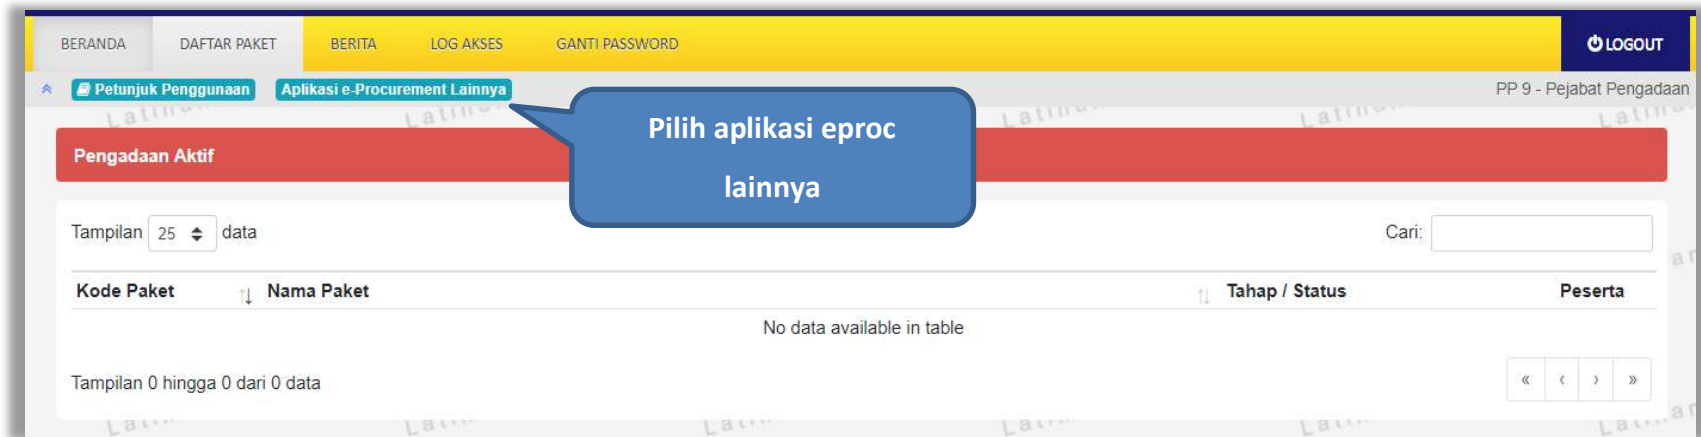 BERANDA DAFTAR PAKET BERITA LOG AKSES GANTI PASSWORD LOGOUT
Petunjuk Penggunaan Aplikasi e-Procurement Lainnya PP 9 - Pejabat Pengadaan
Pilih aplikasi eproc
lainnya
Pengadaan Aktif
Tampilan 25 data Cari:
Kode Paket Nama Paket Tahap / Status Peserta
No data available in table
Tampilan 0 hingga 0 dari 0 data « ‹ › »